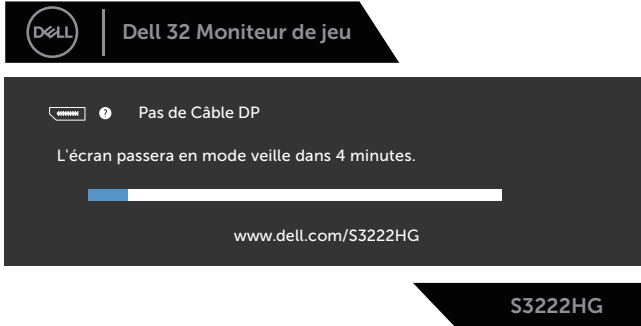 DELL
Dell 32 Moniteur de jeu
? Pas de Câble DP
L'écran passera en mode veille dans 4 minutes.
www.dell.com/S3222HG
S3222HG